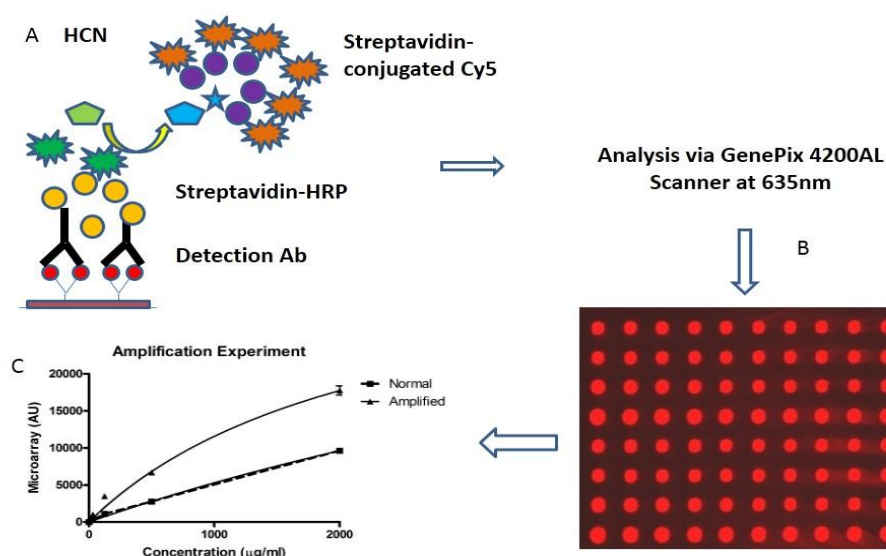 A
HCN
Streptavidin-
conjugated Cy5
Streptavidin-HRP
Detection Ab
Analysis via GenePix 4200AL
Scanner at 635nm
B
C
Amplification Experiment
Normal
Amplified
Microarray (AU)
20000
15000
10000
5000
0
0
1000
2000
Concentration (µg/ml)